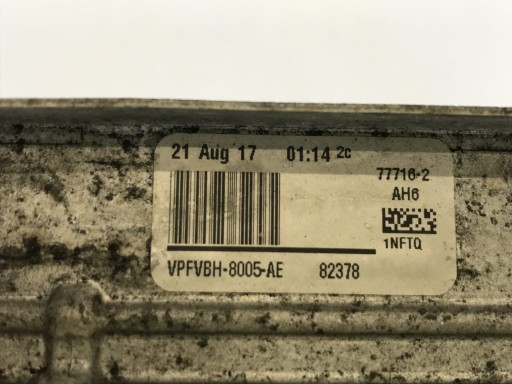 21 Aug 17 01:14 2c
77716-2
AH6
1NFTQ
VPFVBH-8005-AE 82378